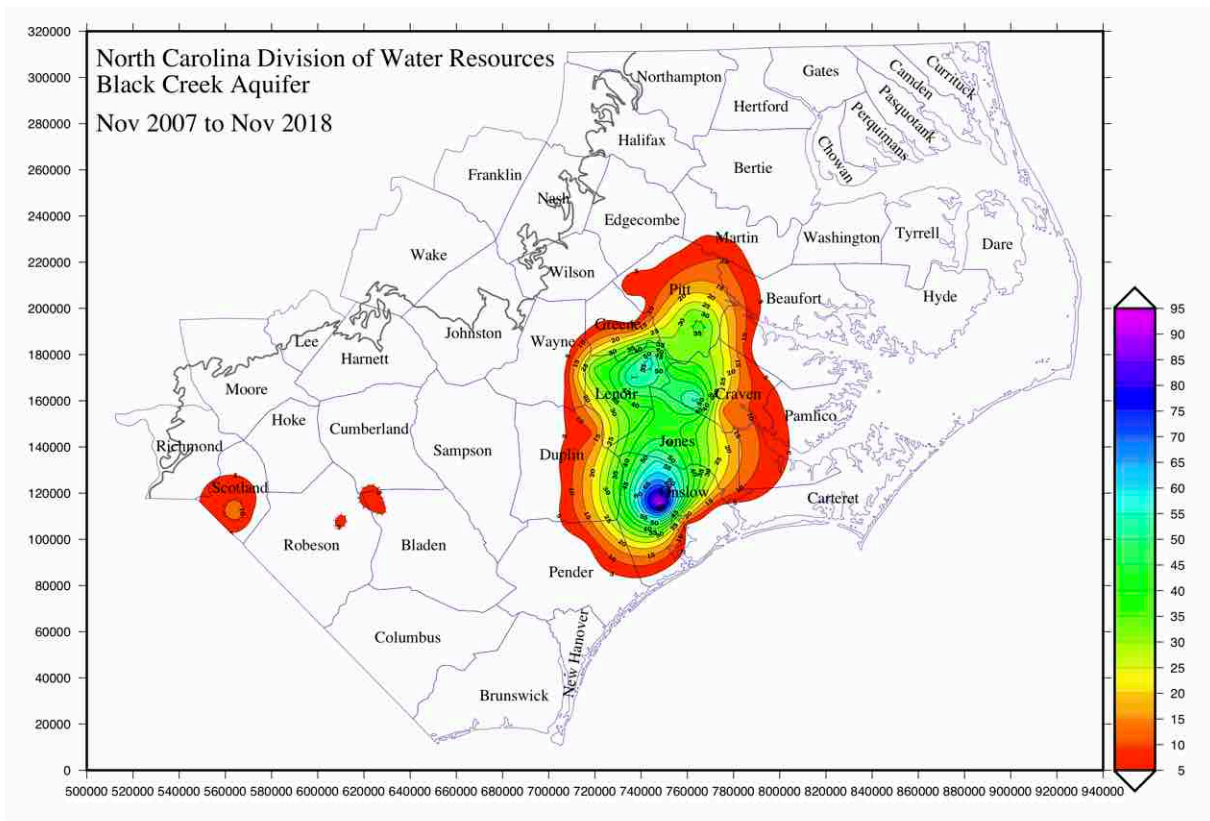 North Carolina Division of Water Resources
Black Creek Aquifer
Nov 2007 to Nov 2018
320000
300000
280000
260000
240000
220000
200000
180000
160000
140000
120000
100000
80000
60000
40000
20000
0
Northampton
Gates
Camden
Currituck
Hertford
Pasquotank
Perquimans
Halifax
Chowan
Franklin
Bertie
Nash
Edgecombe
Martin
Washington
Tyrrell
Dare
Wake
Wilson
Pitt
Beaufort
Hyde
Greene
Johnston
Wayne
Lee
Harnett
Moore
Lenoir
Craven
Hoke
Cumberland
Pamlico
Richmond
Sampson
Duplin
Jones
Scotland
Onslow
Carteret
Robeson
Bladen
Pender
Columbus
New Hanover
Brunswick
95
90
85
80
75
70
65
60
55
50
45
40
35
30
25
20
15
10
5
500000 520000 540000 560000 580000 600000 620000 640000 660000 680000 700000 720000 740000 760000 780000 800000 820000 840000 860000 880000 900000 920000 940000